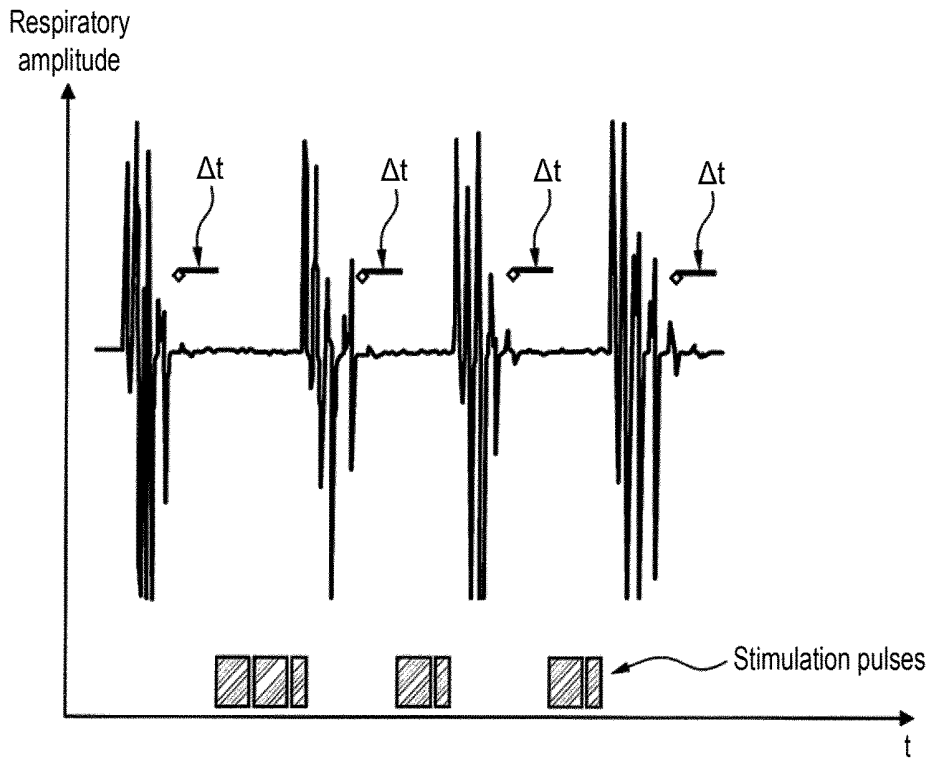 Respiratory
amplitude
Δt
Δt
Δt
Δt
Stimulation pulses
t